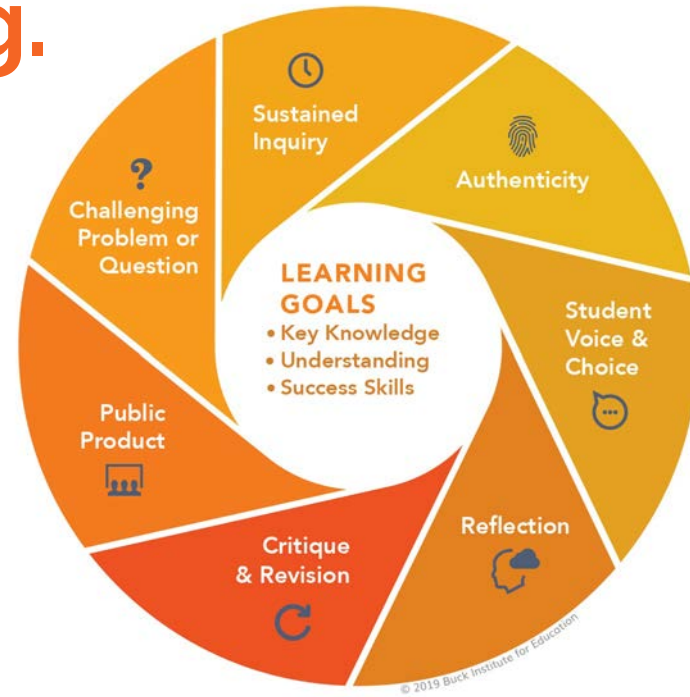 g.
Sustained
Inquiry
Authenticity
?
Challenging
Problem or
Question
LEARNING
GOALS
• Key Knowledge
• Understanding
• Success Skills
Student
Voice &
Choice
Public
Product
Reflection
Critique
& Revision
© 2019 Buck Institute for Education